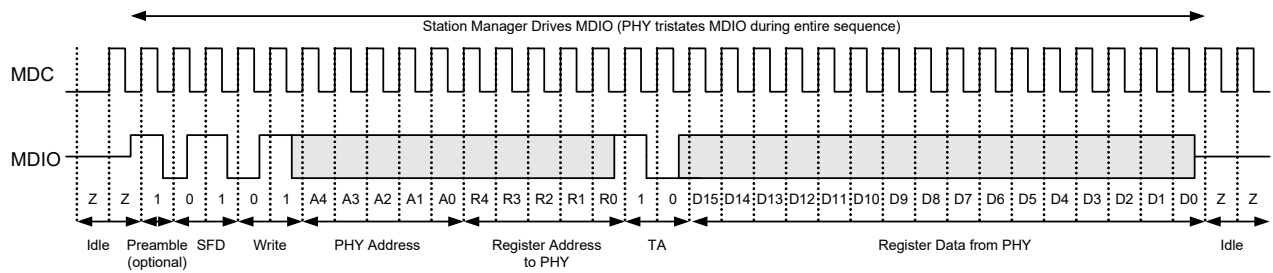 Station Manager Drives MDIO (PHY tristates MDIO during entire sequence)
MDC
MDIO
Z Z 1 0 1 0 1 A4 A3 A2 A1 A0 R4 R3 R2 R1 R0 1 0 D15 D14 D13 D12 D11 D10 D9 D8 D7 D6 D5 D4 D3 D2 D1 D0 Z Z
Idle Preamble SFD Write PHY Address Register Address TA Register Data from PHY Idle
(optional) to PHY